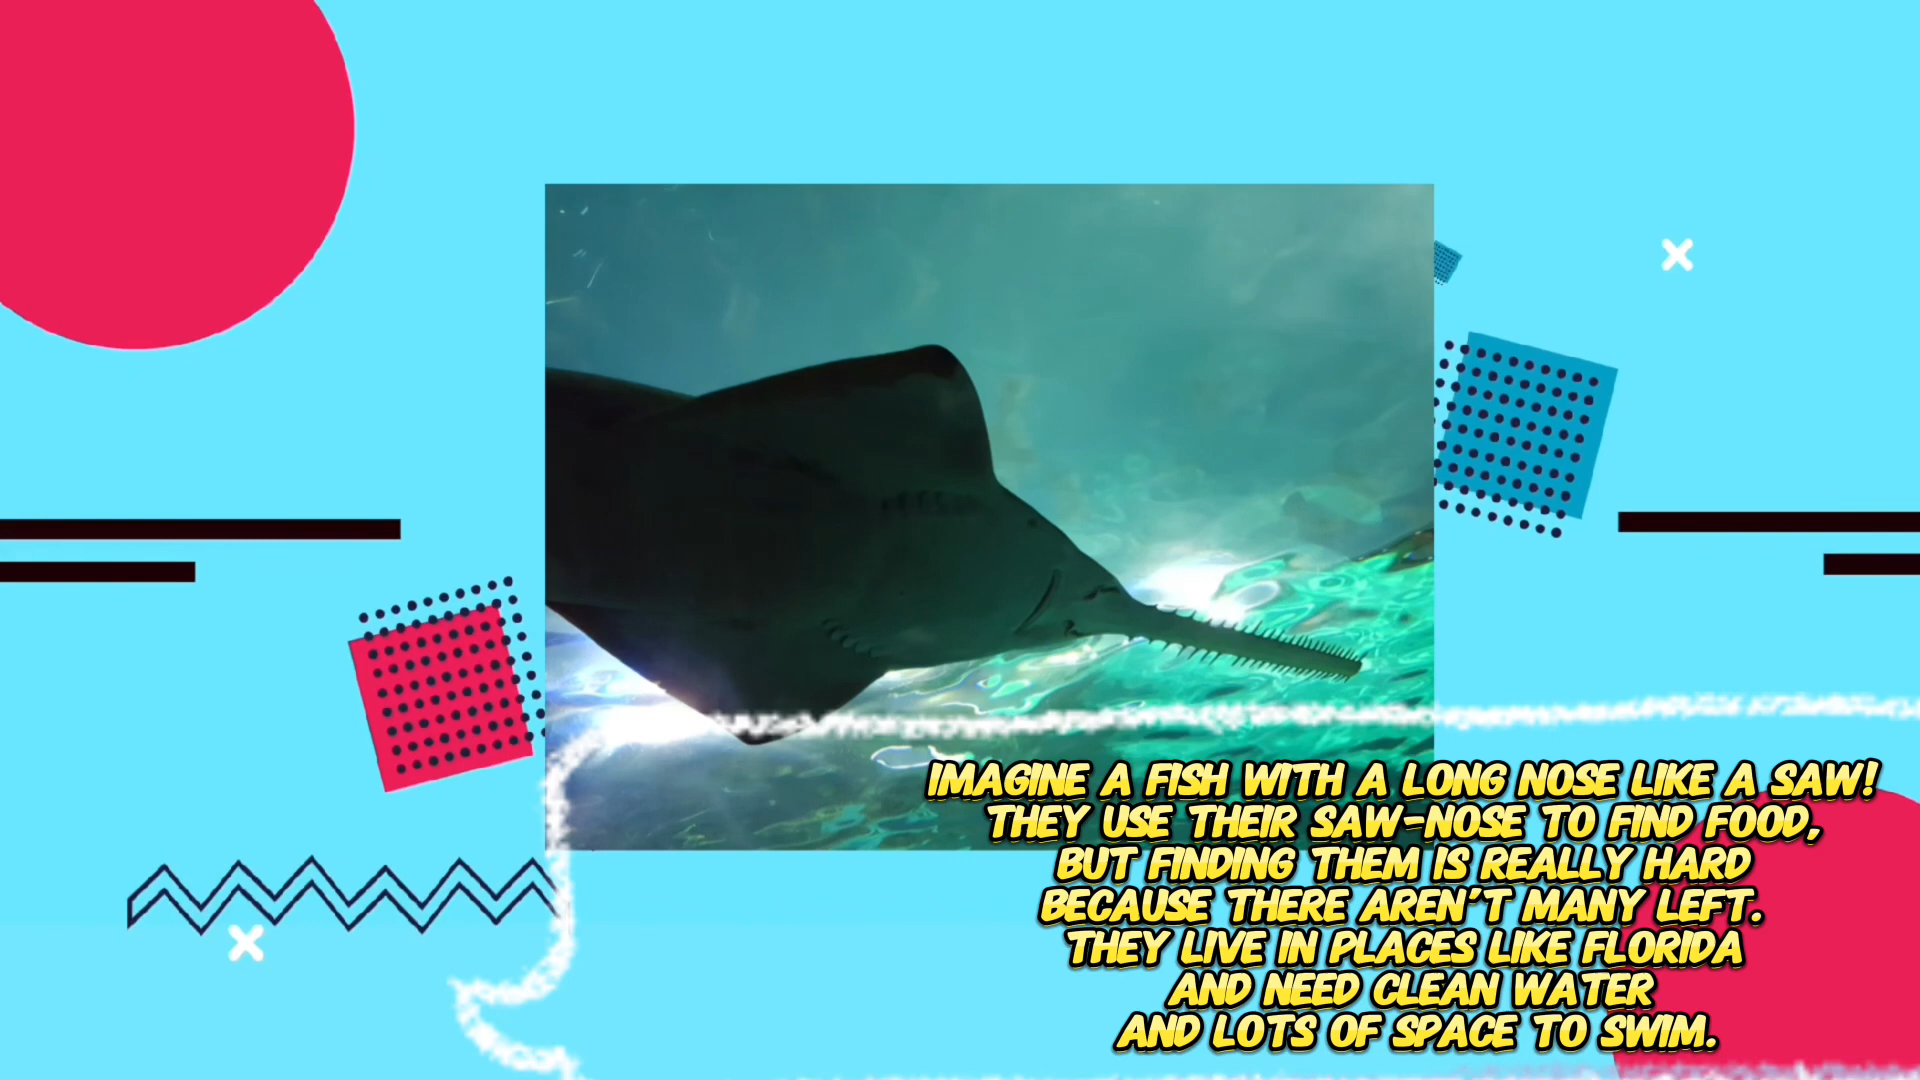 IMAGINE A FISH WITH A LONG NOSE LIKE A SAW!
THEY USE THEIR SAW-NOSE TO FIND FOOD,
BUT FINDING THEM IS REALLY HARD
BECAUSE THERE AREN'T MANY LEFT.
THEY LIVE IN PLACES LIKE FLORIDA
AND NEED CLEAN WATER
AND LOTS OF SPACE TO SWIM.